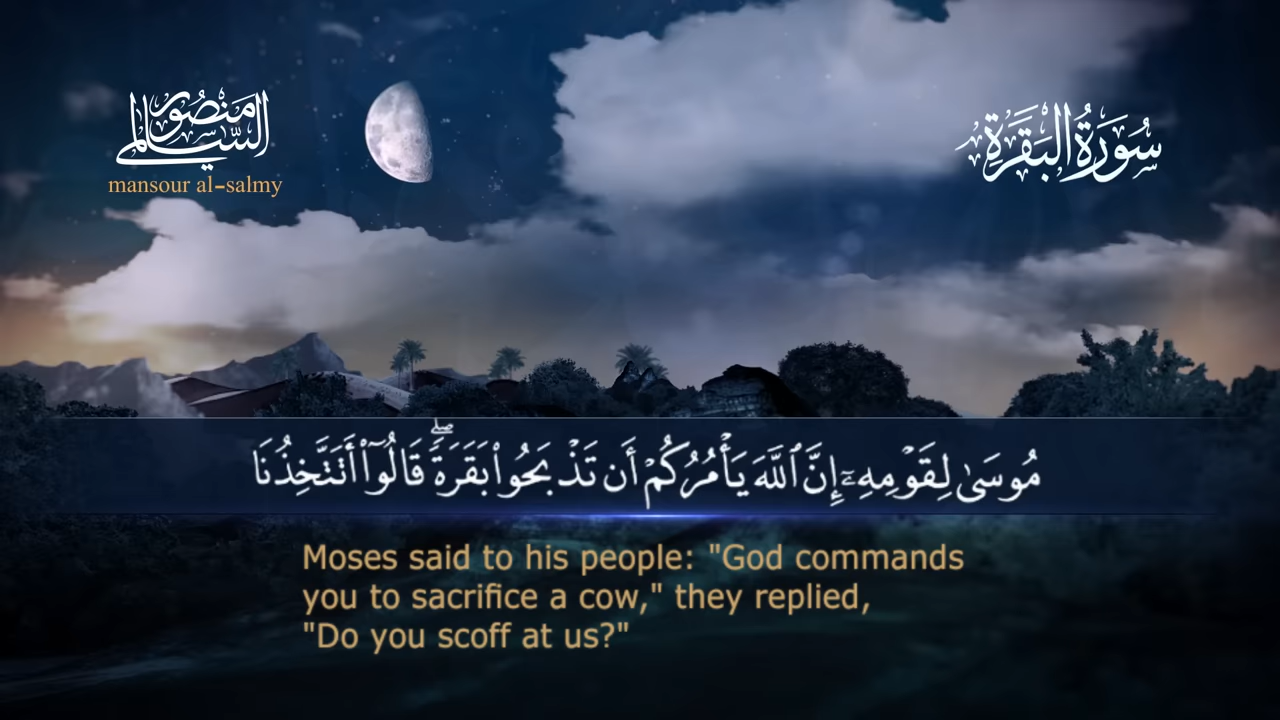 منصور السالمي
mansour al-salmy
سُورَةُ البَقَرَةِ
مُوسَىٰ لِقَوْمِهِۦٓ إِنَّ ٱللَّهَ يَأْمُرُكُمْ أَن تَذْبَحُوا۟ بَقَرَةًۖ قَالُوٓا۟ أَتَتَّخِذُنَا
Moses said to his people: "God commands
you to sacrifice a cow," they replied,
"Do you scoff at us?"